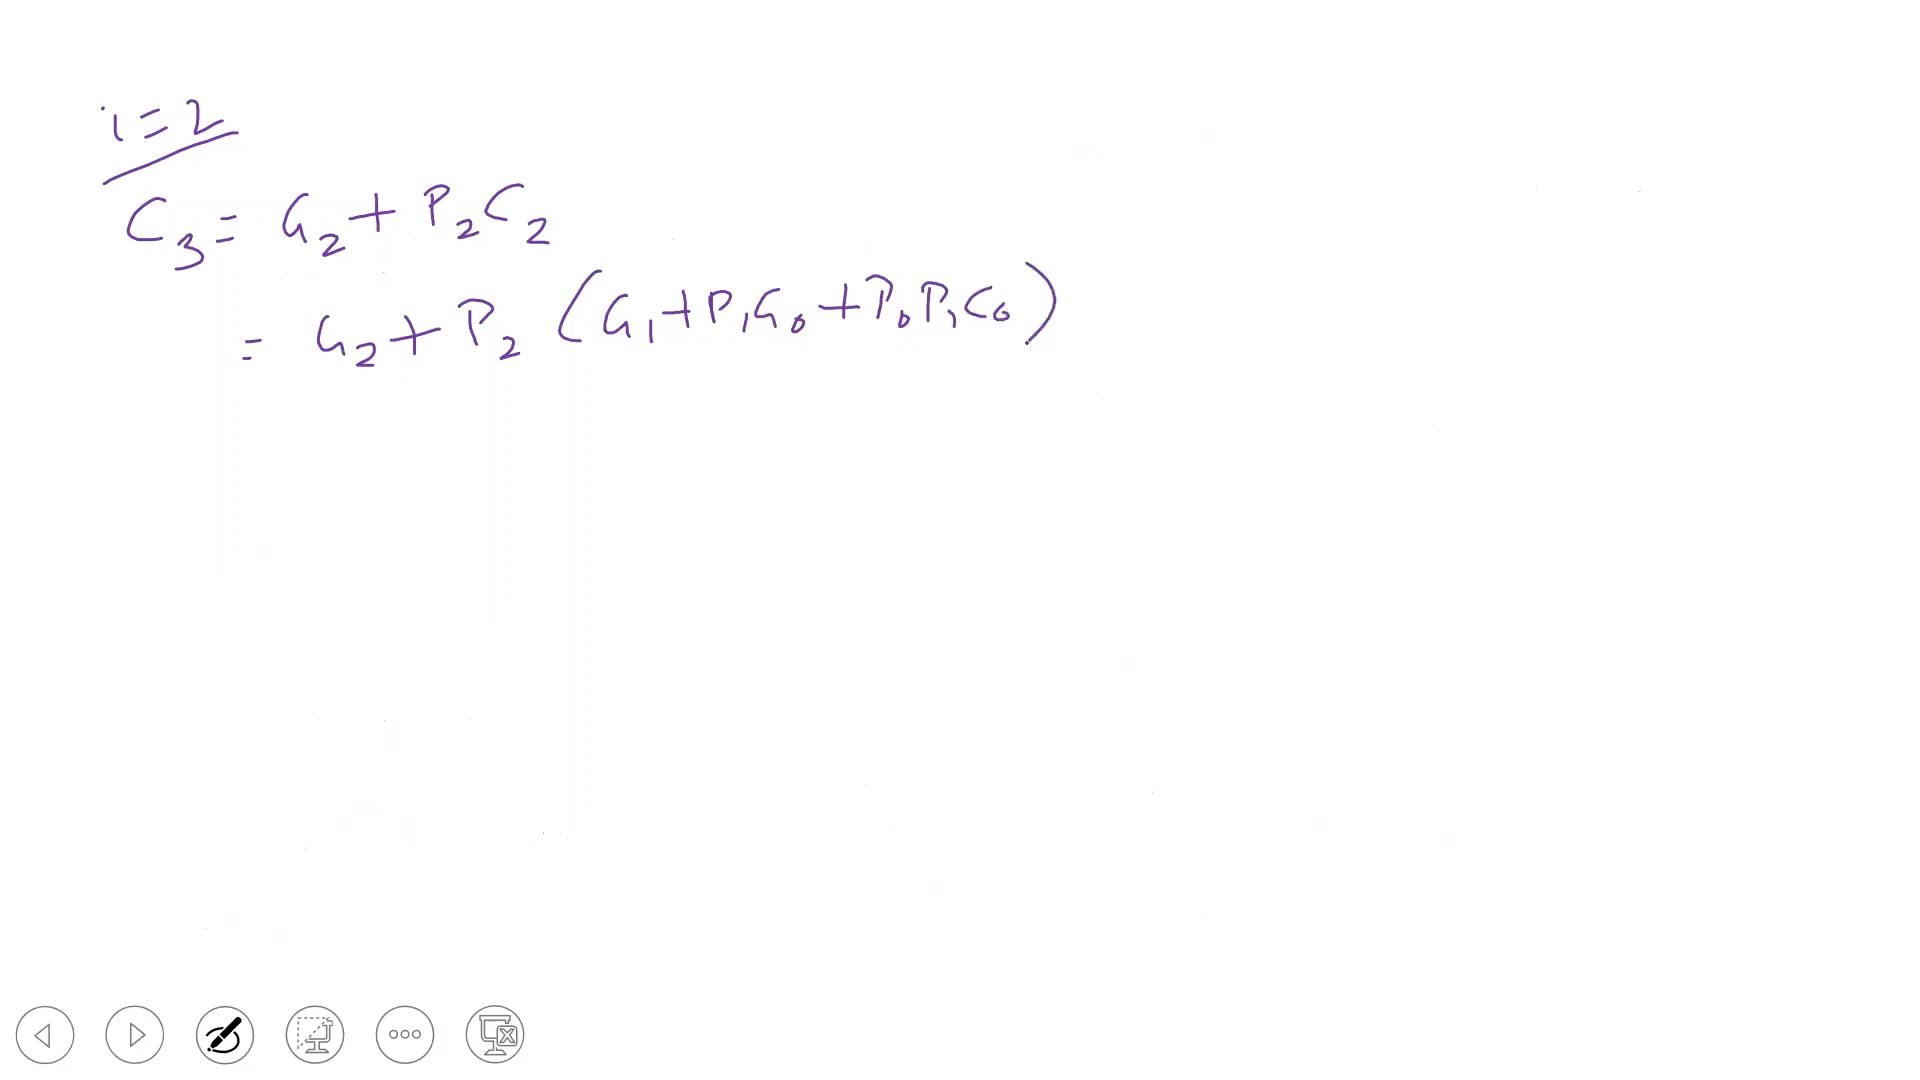 i=2
C₃ = G₂ + P₂C₂
= G₂ + P₂ (G₁ + P₁G₀ + P₀P₁C₀)